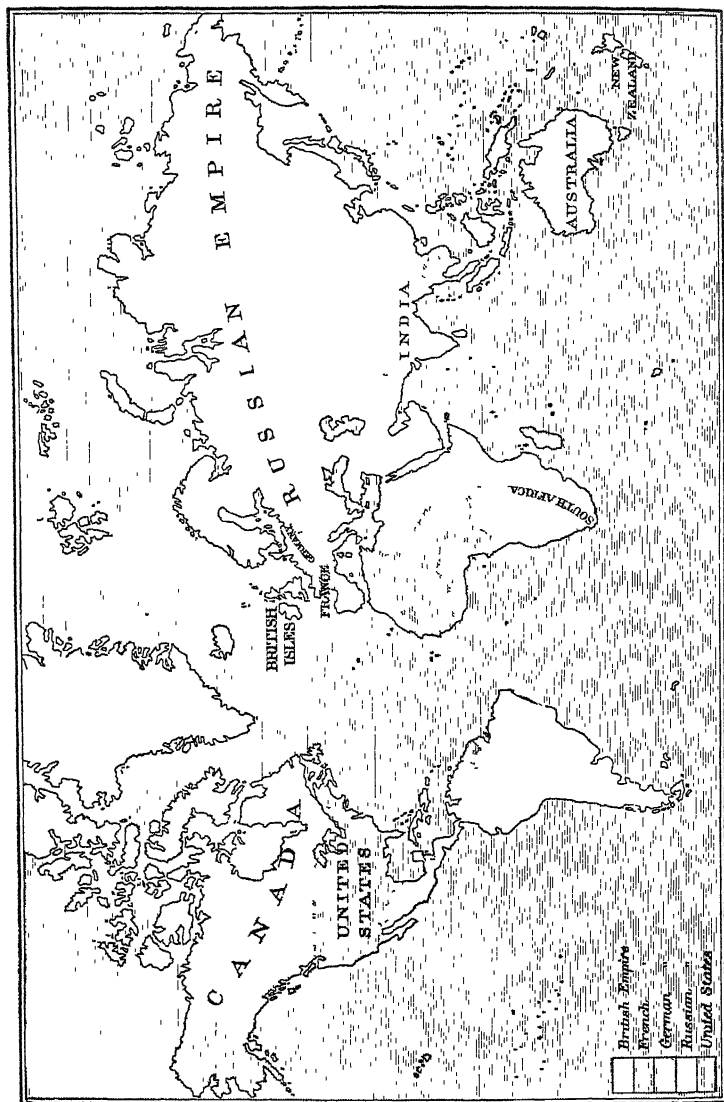 CANADA
UNITED
STATES
BRITISH
ISLES
FRANCE
GERMANY
RUSSIAN EMPIRE
INDIA
SOUTH AFRICA
AUSTRALIA
NEW
ZEALAND
British Empire
French
German
Russian
United States